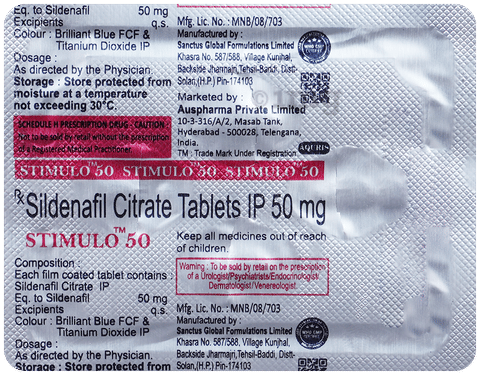 Eq. to Sildenafil 50 mg
Excipients q.s.
Colour : Brilliant Blue FCF &
Titanium Dioxide IP
Dosage :
As directed by the Physician.
Storage : Store protected from
moisture at a temperature
not exceeding 30°C.
SCHEDULE H PRESCRIPTION DRUG - CAUTION
Not to be sold by retail without the prescription
of a Registered Medical Practitioner.
Mfg. Lic. No. : MNB/08/703
Manufactured by :
Sanctus Global Formulations Limited
Khasra No. 587/588, Village Kunjhal,
Backside Jharmajri,Tehsil-Baddi, Distt-
Solan,(H.P.) Pin-174103
Marketed by :
Auspharma Private Limited
10-3-316/A/2, Masab Tank,
Hyderabad - 500028, Telengana,
India.
TM : Trade Mark Under Registration
AQURIS
STIMULO™ 50 STIMULO™ 50 STIMULO™ 50
Rx Sildenafil Citrate Tablets IP 50 mg
STIMULO™ 50
Keep all medicines out of reach
of children.
Composition :
Each film coated tablet contains :
Sildenafil Citrate IP
Eq. to Sildenafil 50 mg
Excipients q.s.
Colour : Brilliant Blue FCF &
Titanium Dioxide IP
Dosage :
As directed by the Physician.
Storage : Store protected from
Warning : To be sold by retail on the prescription
of a Urologist/Psychiatrists/Endocrinologist/
Dermatologist/Venereologist.
Mfg. Lic. No. : MNB/08/703
Manufactured by :
Sanctus Global Formulations Limited
Khasra No. 587/588, Village Kunjhal,
Backside Jharmajri,Tehsil-Baddi, Distt-
Solan,(H.P.) Pin-174103